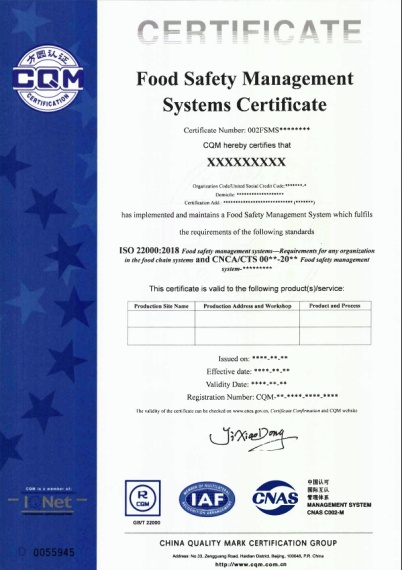 CERTIFICATE
方圆认证
CQM
CERTIFICATION
Food Safety Management
Systems Certificate
Certificate Number: 002FSMS********
CQM hereby certifies that
XXXXXXXXX
Organization Code/United Social Credit Code:*******-*
Domicile: ******************
Certification Add.: *************************** (*******)
has implemented and maintains a Food Safety Management System which fulfils
the requirements of the following standards
ISO 22000:2018 Food safety management systems—Requirements for any organization
in the food chain systems and CNCA/CTS 00**-20** Food safety management
system-*********
This certificate is valid to the following product(s)/service:
Production Site Name Production Address and Workshop Product and Process
Issued on: ****-**-**
Effective date: ****-**-**
Validity Date: ****-**-**
Registration Number: CQM-**-****-****-****
The validity of the certificate can be checked on www.cnca.gov.cn, Certificate Confirmation and CQM website
Ji XiaoDong
CQM is a member of:
IQNet
R
CQM
GB/T 22000
IAF
CNAS
中国认可
国际互认
管理体系
MANAGEMENT SYSTEM
CNAS C002-M
0055945
CHINA QUALITY MARK CERTIFICATION GROUP
Address: No 33, Zengguang Road, Haidian District, Beijing, 100048, P.R. China
http://www.cqm.com.cn